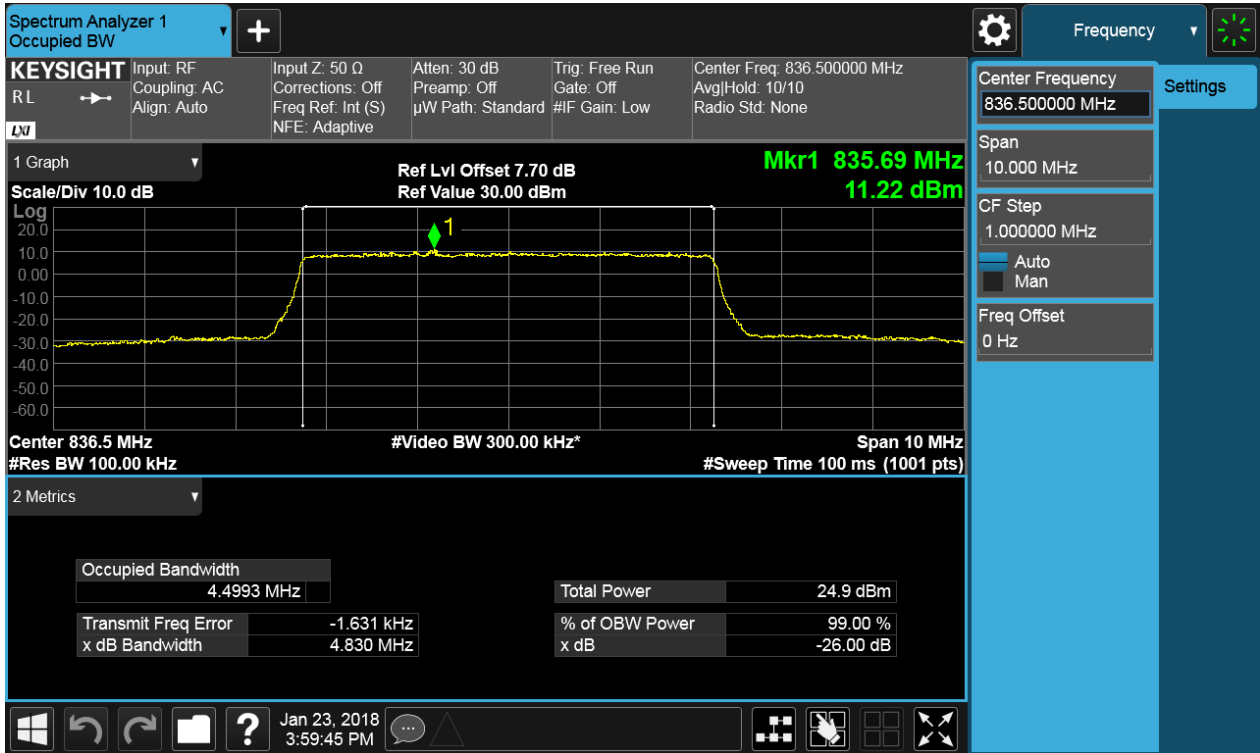 Spectrum Analyzer 1
Occupied BW
+
Frequency
KEYSIGHT
RL
LXI
Input: RF
Coupling: AC
Align: Auto
Input Z: 50 Ω
Corrections: Off
Freq Ref: Int (S)
NFE: Adaptive
Atten: 30 dB
Preamp: Off
µW Path: Standard
Trig: Free Run
Gate: Off
#IF Gain: Low
Center Freq: 836.500000 MHz
Avg|Hold: 10/10
Radio Std: None
Center Frequency
836.500000 MHz
Settings
Span
10.000 MHz
CF Step
1.000000 MHz
Auto
Man
Freq Offset
0 Hz
1 Graph
Scale/Div 10.0 dB
Ref Lvl Offset 7.70 dB
Ref Value 30.00 dBm
Mkr1 835.69 MHz
11.22 dBm
Log
20.0
10.0
0.00
-10.0
-20.0
-30.0
-40.0
-50.0
-60.0
1
Center 836.5 MHz
#Video BW 300.00 kHz*
Span 10 MHz
#Res BW 100.00 kHz
#Sweep Time 100 ms (1001 pts)
2 Metrics
Occupied Bandwidth
4.4993 MHz
Total Power 24.9 dBm
Transmit Freq Error -1.631 kHz
% of OBW Power 99.00 %
x dB Bandwidth 4.830 MHz
x dB -26.00 dB
?
Jan 23, 2018
3:59:45 PM